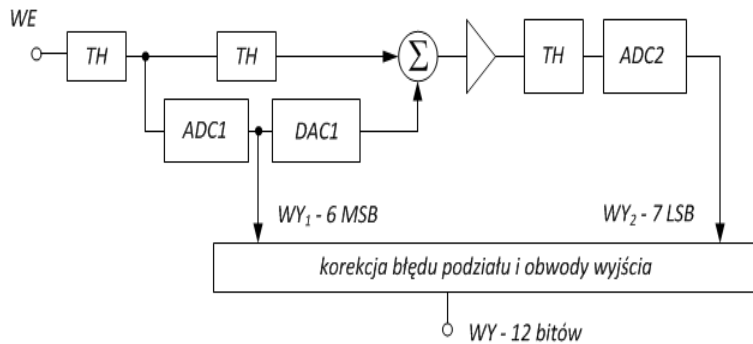 WE
TH
TH
Σ
TH
ADC2
ADC1
DAC1
WY₁ - 6 MSB
WY₂ - 7 LSB
korekcja błędu podziału i obwody wyjścia
WY - 12 bitów